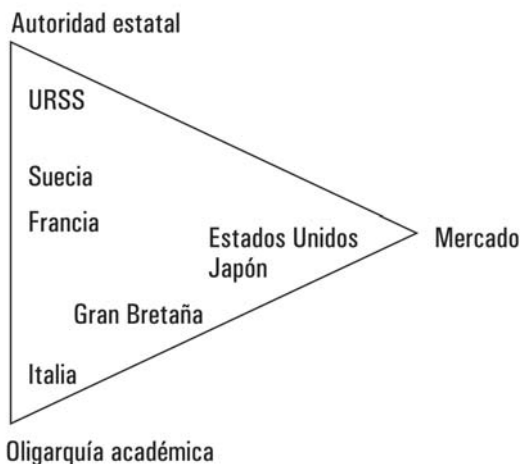 Autoridad estatal
URSS
Suecia
Francia
Estados Unidos
Japón
Mercado
Gran Bretaña
Italia
Oligarquía académica